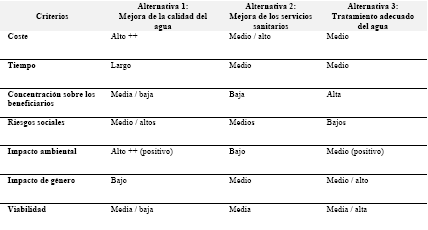 Criterios
Alternativa 1:
Mejora de la calidad del
agua
Alternativa 2:
Mejora de los servicios
sanitarios
Alternativa 3:
Tratamiento adecuado
del agua
Coste
Alto ++
Medio / alto
Medio
Tiempo
Largo
Medio
Medio
Concentración sobre los
beneficiarios
Media / baja
Baja
Alta
Riesgos sociales
Medio / altos
Medios
Bajos
Impacto ambiental
Alto ++ (positivo)
Bajo
Medio (positivo)
Impacto de género
Bajo
Medio
Medio / alto
Viabilidad
Media / baja
Media
Media / alta